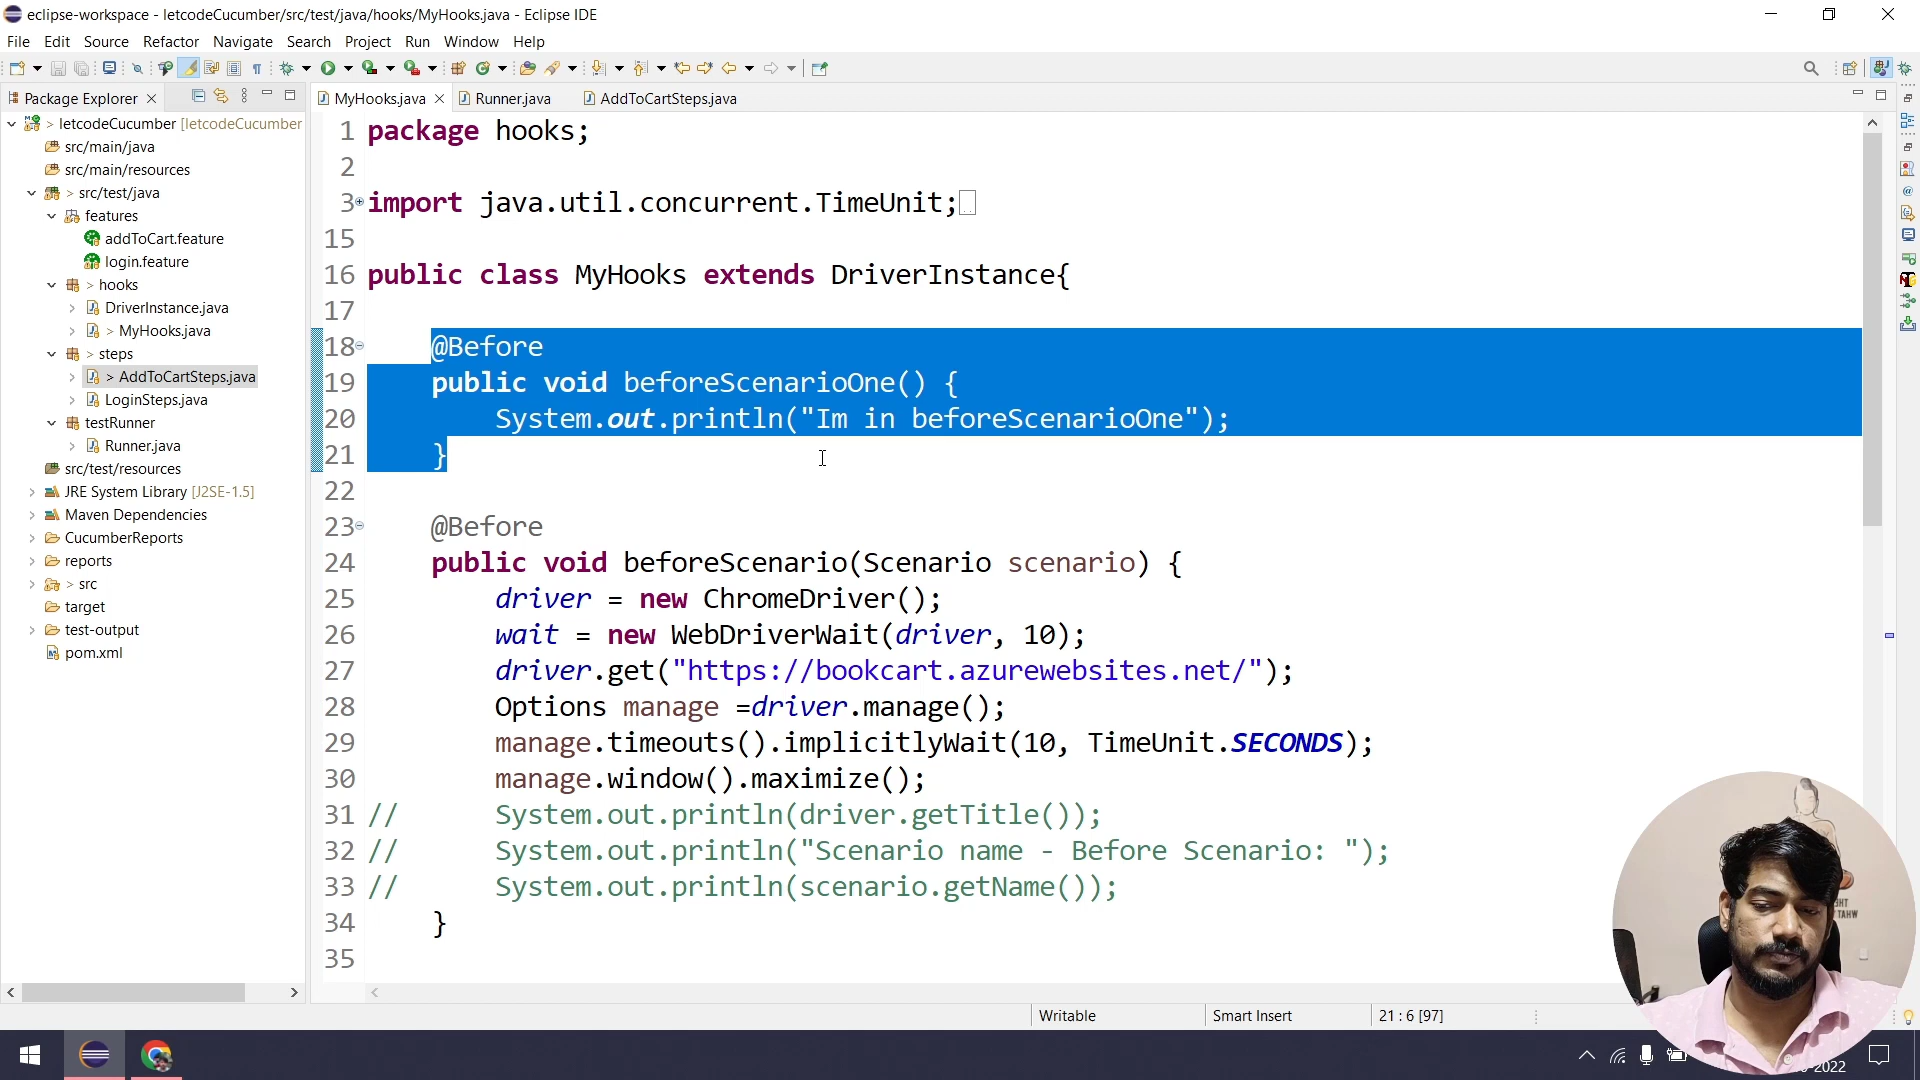 eclipse-workspace - letcodeCucumber/src/test/java/hooks/MyHooks.java - Eclipse IDE
File Edit Source Refactor Navigate Search Project Run Window Help
Package Explorer
MyHooks.java
Runner.java
AddToCartSteps.java
> letcodeCucumber [letcodeCucumber
src/main/java
src/main/resources
> src/test/java
features
addToCart.feature
login.feature
> hooks
DriverInstance.java
> MyHooks.java
> steps
> AddToCartSteps.java
LoginSteps.java
testRunner
Runner.java
src/test/resources
JRE System Library [J2SE-1.5]
Maven Dependencies
CucumberReports
reports
> src
target
test-output
pom.xml
1 package hooks;
2
3 import java.util.concurrent.TimeUnit;
15
16 public class MyHooks extends DriverInstance{
17
18 @Before
19 public void beforeScenarioOne() {
20 System.out.println("Im in beforeScenarioOne");
21 }
22
23 @Before
24 public void beforeScenario(Scenario scenario) {
25 driver = new ChromeDriver();
26 wait = new WebDriverWait(driver, 10);
27 driver.get("https://bookcart.azurewebsites.net/");
28 Options manage =driver.manage();
29 manage.timeouts().implicitlyWait(10, TimeUnit.SECONDS);
30 manage.window().maximize();
31 // System.out.println(driver.getTitle());
32 // System.out.println("Scenario name - Before Scenario: ");
33 // System.out.println(scenario.getName());
34 }
35
Writable
Smart Insert
21 : 6 [97]